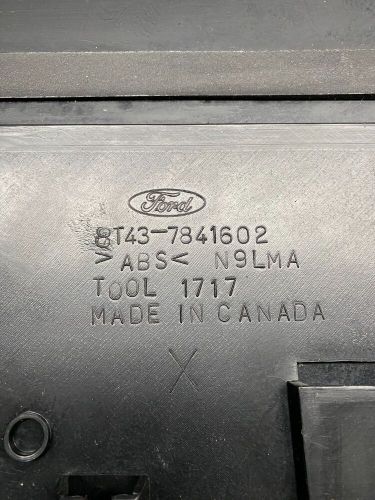 Ford
8T43-7841602
>ABS< N9LMA
TOOL 1717
MADE IN CANADA
X